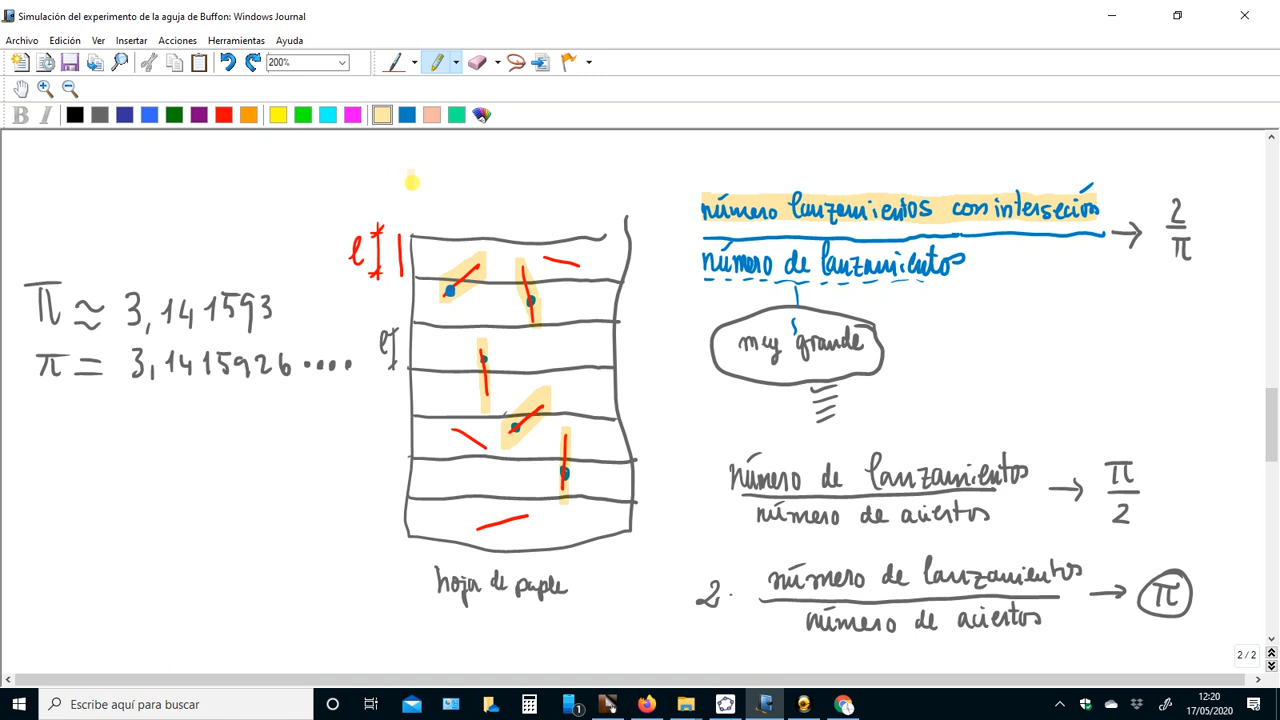 Simulación del experimento de la aguja de Buffon: Windows Journal
Archivo Edición Ver Insertar Acciones Herramientas Ayuda
200%
B I
número lanzamientos con interseción
número de lanzamientos
→ 2/π
muy grande
l
π ≈ 3,141593
l
π = 3,1415926....
número de lanzamientos
número de aciertos
→ π/2
2. número de lanzamientos
número de aciertos
→ π
hoja de paple
2 / 2
Escribe aquí para buscar
1
12:20
17/05/2020